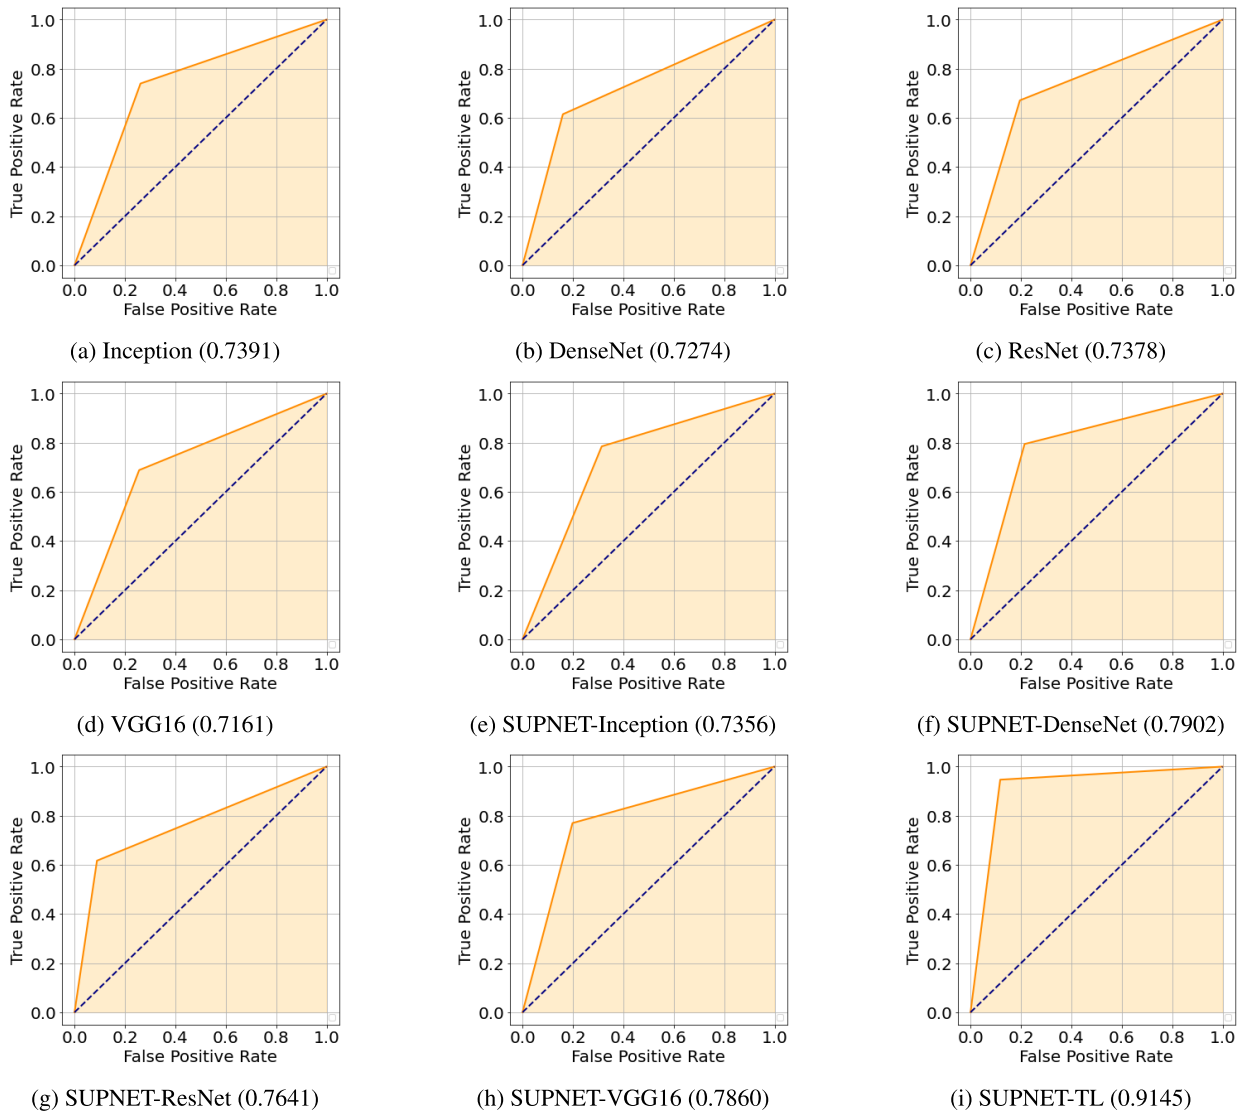 1.0
0.8
0.6
0.4
0.2
0.0
True Positive Rate
0.0 0.2 0.4 0.6 0.8 1.0
False Positive Rate
(a) Inception (0.7391)
1.0
0.8
0.6
0.4
0.2
0.0
True Positive Rate
0.0 0.2 0.4 0.6 0.8 1.0
False Positive Rate
(b) DenseNet (0.7274)
1.0
0.8
0.6
0.4
0.2
0.0
True Positive Rate
0.0 0.2 0.4 0.6 0.8 1.0
False Positive Rate
(c) ResNet (0.7378)
1.0
0.8
0.6
0.4
0.2
0.0
True Positive Rate
0.0 0.2 0.4 0.6 0.8 1.0
False Positive Rate
(d) VGG16 (0.7161)
1.0
0.8
0.6
0.4
0.2
0.0
True Positive Rate
0.0 0.2 0.4 0.6 0.8 1.0
False Positive Rate
(e) SUPNET-Inception (0.7356)
1.0
0.8
0.6
0.4
0.2
0.0
True Positive Rate
0.0 0.2 0.4 0.6 0.8 1.0
False Positive Rate
(f) SUPNET-DenseNet (0.7902)
1.0
0.8
0.6
0.4
0.2
0.0
True Positive Rate
0.0 0.2 0.4 0.6 0.8 1.0
False Positive Rate
(g) SUPNET-ResNet (0.7641)
1.0
0.8
0.6
0.4
0.2
0.0
True Positive Rate
0.0 0.2 0.4 0.6 0.8 1.0
False Positive Rate
(h) SUPNET-VGG16 (0.7860)
1.0
0.8
0.6
0.4
0.2
0.0
True Positive Rate
0.0 0.2 0.4 0.6 0.8 1.0
False Positive Rate
(i) SUPNET-TL (0.9145)